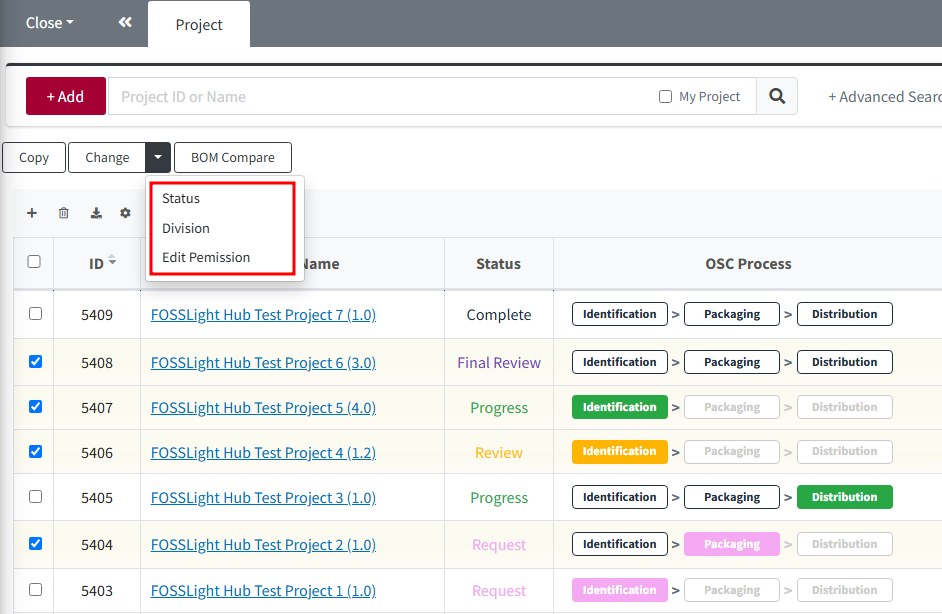 Close
Project
+ Add
Project ID or Name
My Project
+ Advanced Searc
Copy
Change
BOM Compare
Status
Division
Edit Pemission
ID
Name
Status
OSC Process
5409 FOSSLight Hub Test Project 7 (1.0) Complete Identification > Packaging > Distribution
5408 FOSSLight Hub Test Project 6 (3.0) Final Review Identification > Packaging > Distribution
5407 FOSSLight Hub Test Project 5 (4.0) Progress Identification > Packaging > Distribution
5406 FOSSLight Hub Test Project 4 (1.2) Review Identification > Packaging > Distribution
5405 FOSSLight Hub Test Project 3 (1.0) Progress Identification > Packaging > Distribution
5404 FOSSLight Hub Test Project 2 (1.0) Request Identification > Packaging > Distribution
5403 FOSSLight Hub Test Project 1 (1.0) Request Identification > Packaging > Distribution